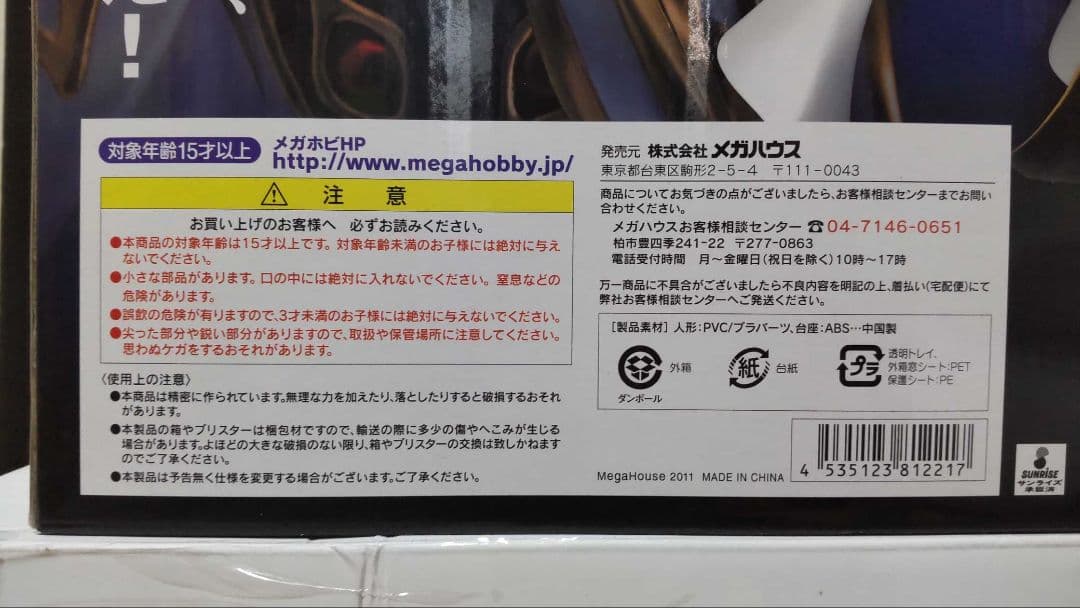 ！
対象年齢15才以上
メガホビHP
http://www.megahobby.jp/
注意
お買い上げのお客様へ 必ずお読みください。
●本商品の対象年齢は15才以上です。対象年齢未満のお子様には絶対に与え
ないでください。
●小さな部品があります。口の中には絶対に入れないでください。窒息などの
危険があります。
●誤飲の危険が有りますので、3才未満のお子様には絶対に与えないでください。
●尖った部分や鋭い部分がありますので、取扱や保管場所に注意してください。
思わぬケガをするおそれがあります。
〈使用上の注意〉
●本商品は精密に作られています。無理な力を加えたり、落としたりすると破損するおそれ
があります。
●本製品の箱やブリスターは梱包材ですので、輸送の際に多少の傷やへこみが生じる
場合があります。よほどの大きな破損のない限り、箱やブリスターの交換は致しかねます
のでご了承ください。
●本製品は予告無く仕様を変更する場合がございます。ご了承ください。
発売元 株式会社メガハウス
東京都台東区駒形2-5-4 〒111-0043
商品についてお気づきの点がございましたら、お客様相談センターまでお問い
合わせください。
メガハウスお客様相談センター ☎04-7146-0651
柏市豊四季241-22 〒277-0863
電話受付時間 月〜金曜日(祝日を除く)10時〜17時
万一商品に不具合がございましたら不良内容を明記の上、着払い(宅配便)にて
弊社お客様相談センターへご発送ください。
[製品素材] 人形:PVC/プラパーツ、台座:ABS…中国製
ダンボール
外箱
紙
台紙
プラ
透明トレイ、
外箱窓シート:PET
保護シート:PE
MegaHouse 2011 MADE IN CHINA
4 535123 812217
SUNRISE
サンライズ
承認済